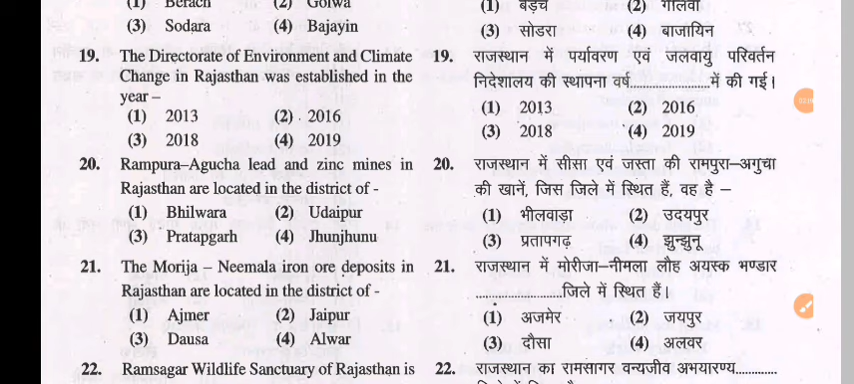 (1) Berach (2) Golwa
(3) Sodara (4) Bajayin
19. The Directorate of Environment and Climate
Change in Rajasthan was established in the
year –
(1) 2013 (2) 2016
(3) 2018 (4) 2019
20. Rampura–Agucha lead and zinc mines in
Rajasthan are located in the district of -
(1) Bhilwara (2) Udaipur
(3) Pratapgarh (4) Jhunjhunu
21. The Morija – Neemala iron ore deposits in
Rajasthan are located in the district of -
(1) Ajmer (2) Jaipur
(3) Dausa (4) Alwar
22. Ramsagar Wildlife Sanctuary of Rajasthan is
(1) बेड़च (2) गोलवा
(3) सोडरा (4) बाजायिन
19. राजस्थान में पर्यावरण एवं जलवायु परिवर्तन
निदेशालय की स्थापना वर्ष......................में की गई।
(1) 2013 (2) 2016
(3) 2018 (4) 2019
20. राजस्थान में सीसा एवं जस्ता की रामपुरा–अगुचा
की खानें, जिस जिले में स्थित हैं, वह है –
(1) भीलवाड़ा (2) उदयपुर
(3) प्रतापगढ़ (4) झुन्झुनू
21. राजस्थान में मोरीजा–नीमला लौह अयस्क भण्डार
......................जिले में स्थित हैं।
(1) अजमेर (2) जयपुर
(3) दौसा (4) अलवर
22. राजस्थान का रामसागर वन्यजीव अभयारण्य............